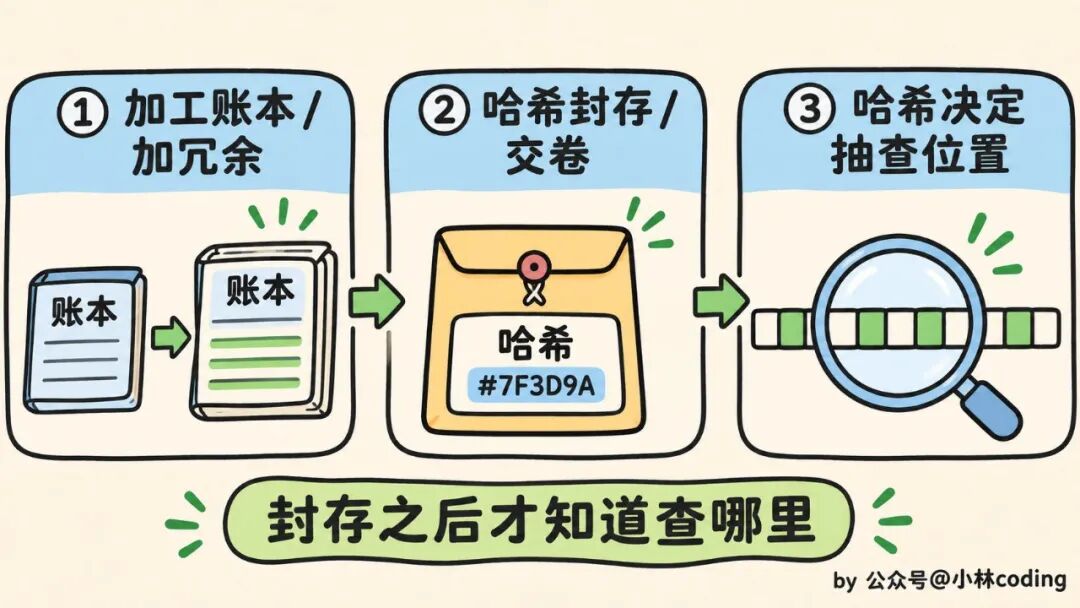 ① 加工账本/
加冗余
② 哈希封存/
交卷
③ 哈希决定
抽查位置
账本
账本
哈希
#7F3D9A
封存之后才知道查哪里
by 公众号@小林coding